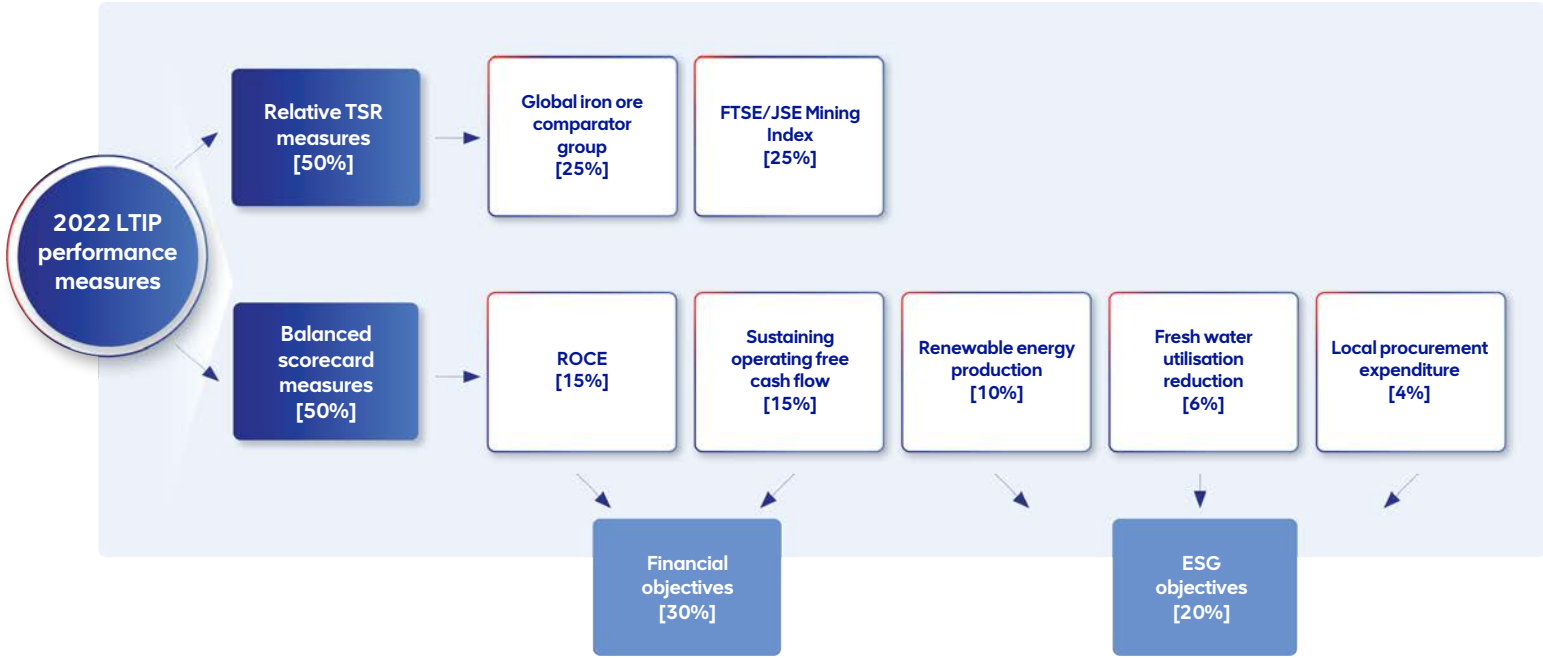 2022 LTIP
performance
measures
Relative TSR
measures
[50%]
Global iron ore
comparator
group
[25%]
FTSE/JSE Mining
Index
[25%]
Balanced
scorecard
measures
[50%]
ROCE
[15%]
Sustaining
operating free
cash flow
[15%]
Renewable energy
production
[10%]
Fresh water
utilisation
reduction
[6%]
Local procurement
expenditure
[4%]
Financial
objectives
[30%]
ESG
objectives
[20%]